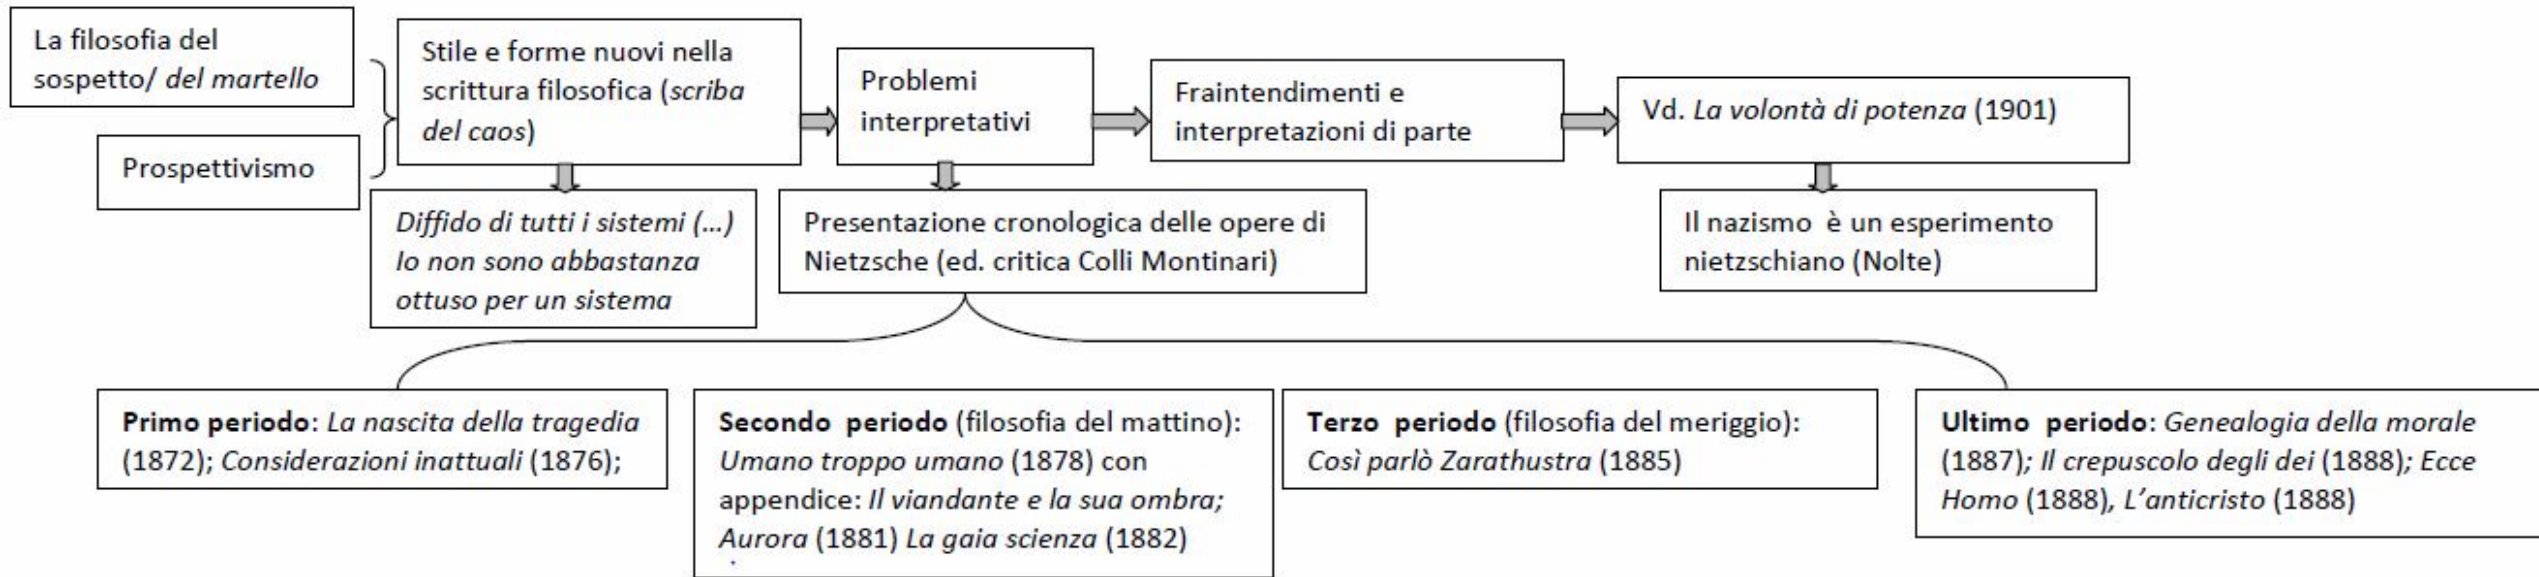 La filosofia del
sospetto/ del martello
Prospettivismo
Stile e forme nuovi nella
scrittura filosofica (scriba
del caos)
Problemi
interpretativi
Fraintendimenti e
interpretazioni di parte
Vd. La volontà di potenza (1901)
Diffido di tutti i sistemi (...)
Io non sono abbastanza
ottuso per un sistema
Presentazione cronologica delle opere di
Nietzsche (ed. critica Colli Montinari)
Il nazismo è un esperimento
nietzschiano (Nolte)
Primo periodo: La nascita della tragedia
(1872); Considerazioni inattuali (1876);
Secondo periodo (filosofia del mattino):
Umano troppo umano (1878) con
appendice: Il viandante e la sua ombra;
Aurora (1881) La gaia scienza (1882)
Terzo periodo (filosofia del meriggio):
Così parlò Zarathustra (1885)
Ultimo periodo: Genealogia della morale
(1887); Il crepuscolo degli dei (1888); Ecce
Homo (1888), L'anticristo (1888)